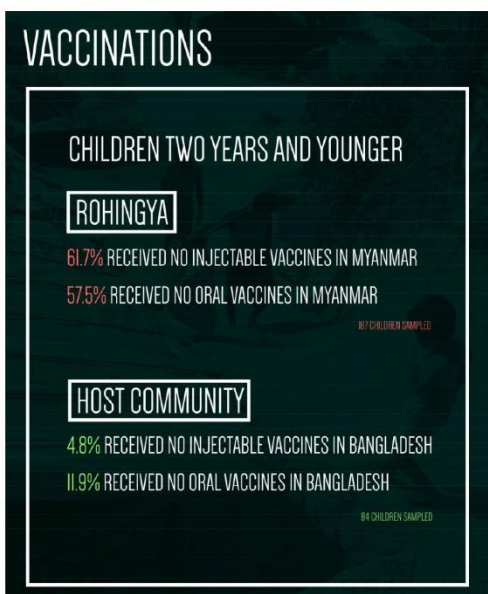 VACCINATIONS
CHILDREN TWO YEARS AND YOUNGER
ROHINGYA
61.7% RECEIVED NO INJECTABLE VACCINES IN MYANMAR
57.5% RECEIVED NO ORAL VACCINES IN MYANMAR
187 CHILDREN SAMPLED
HOST COMMUNITY
4.8% RECEIVED NO INJECTABLE VACCINES IN BANGLADESH
11.9% RECEIVED NO ORAL VACCINES IN BANGLADESH
84 CHILDREN SAMPLED